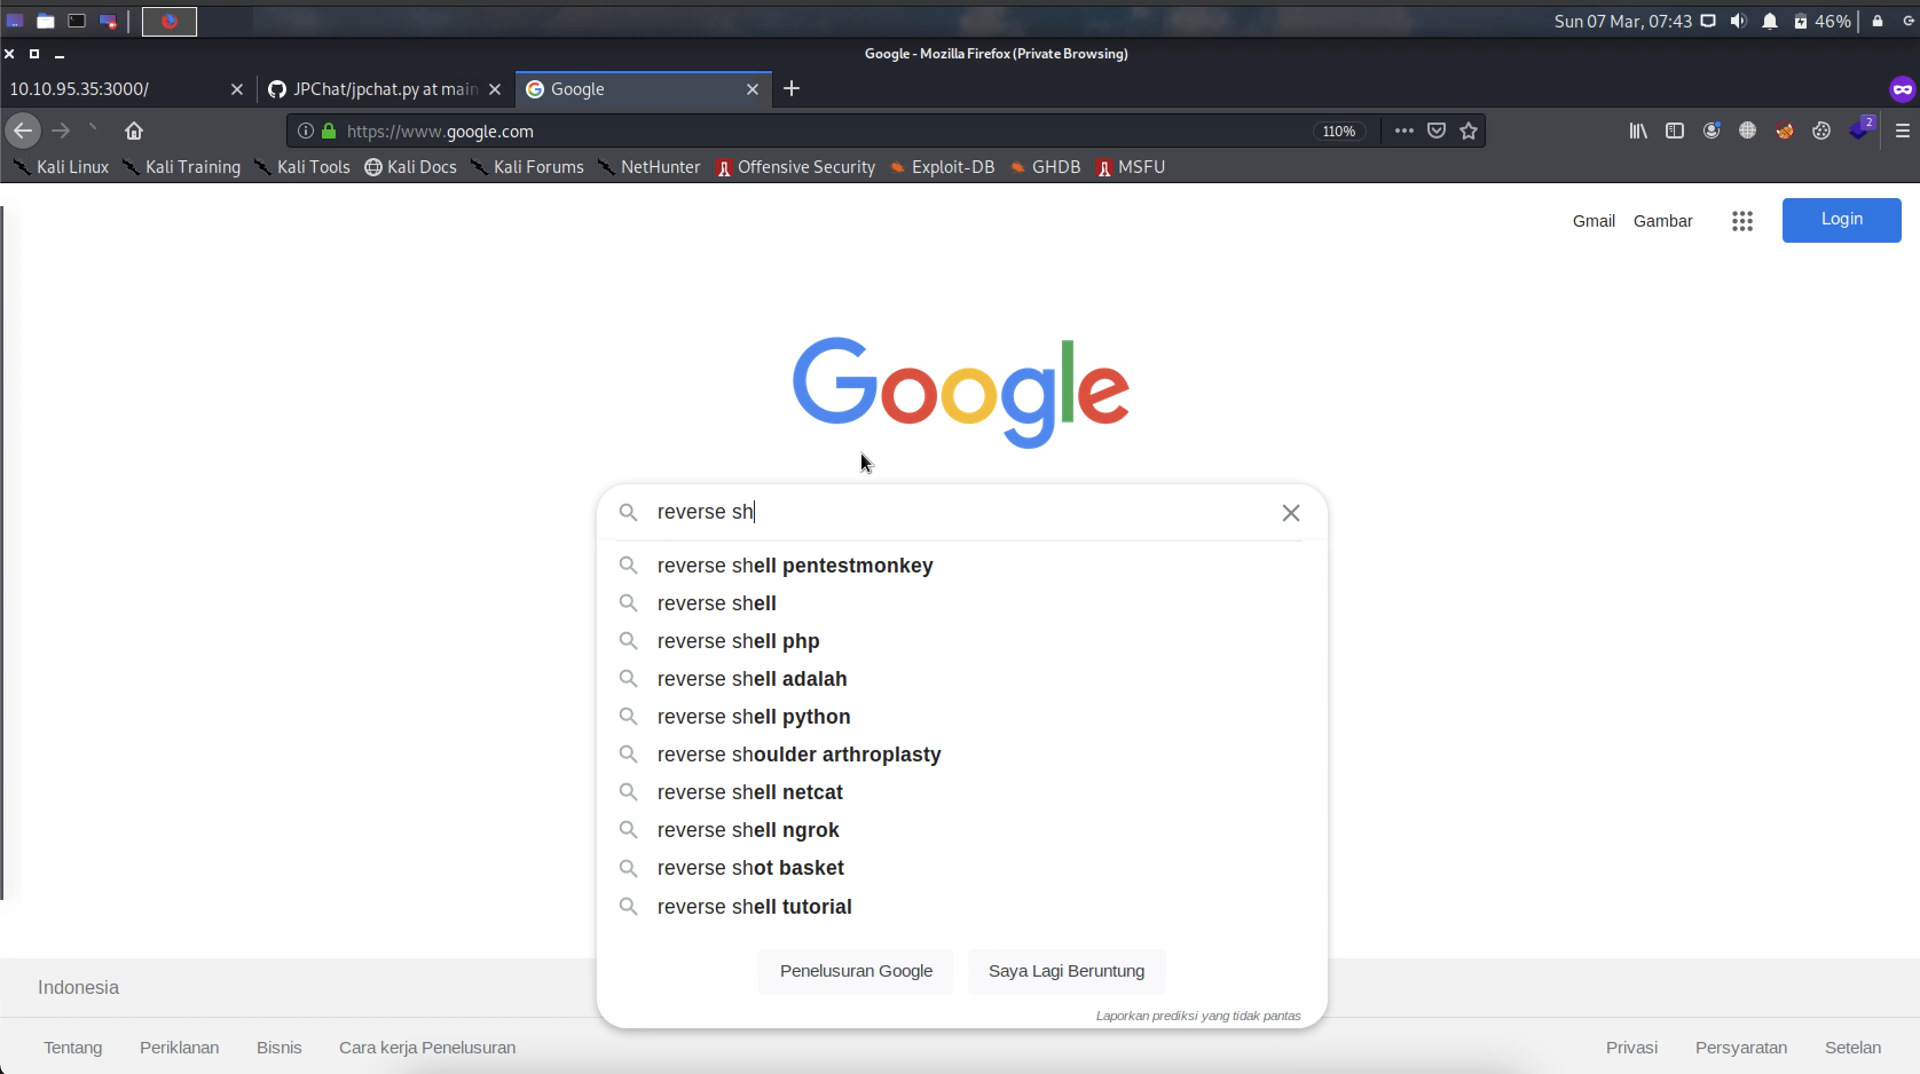 Sun 07 Mar, 07:43 46%
Google - Mozilla Firefox (Private Browsing)
10.10.95.35:3000/ JPChat/jpchat.py at main Google
https://www.google.com 110% 2
Kali Linux Kali Training Kali Tools Kali Docs Kali Forums NetHunter Offensive Security Exploit-DB GHDB MSFU
Gmail Gambar Login
Google
reverse sh
reverse shell pentestmonkey
reverse shell
reverse shell php
reverse shell adalah
reverse shell python
reverse shoulder arthroplasty
reverse shell netcat
reverse shell ngrok
reverse shot basket
reverse shell tutorial
Penelusuran Google Saya Lagi Beruntung
Laporkan prediksi yang tidak pantas
Indonesia
Tentang Periklanan Bisnis Cara kerja Penelusuran Privasi Persyaratan Setelan